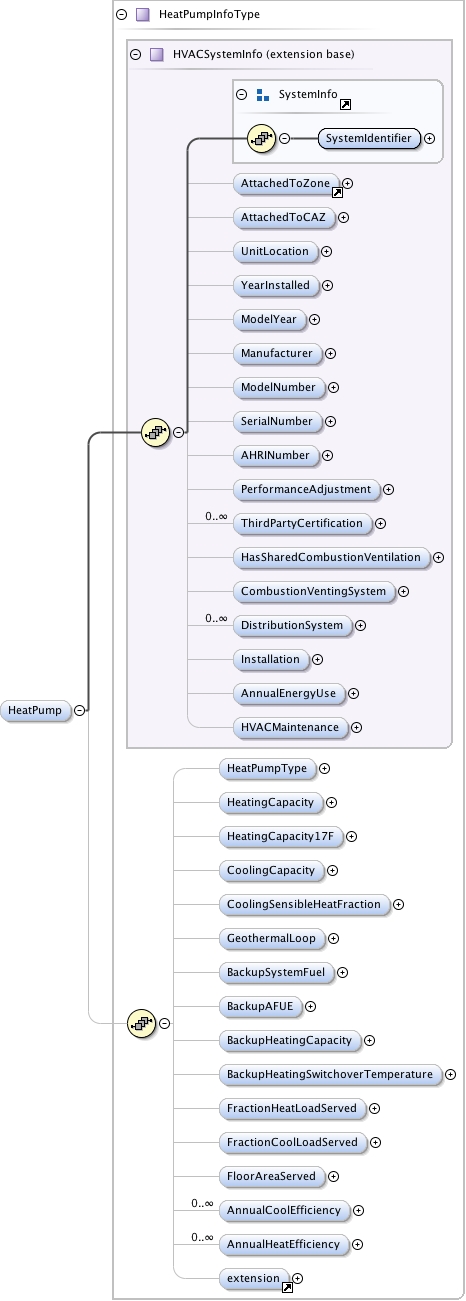 HeatPumpInfoType
HVACSystemInfo (extension base)
SystemInfo
SystemIdentifier
AttachedToZone
AttachedToCAZ
UnitLocation
YearInstalled
ModelYear
Manufacturer
ModelNumber
SerialNumber
AHRINumber
PerformanceAdjustment
0..∞
ThirdPartyCertification
HasSharedCombustionVentilation
CombustionVentingSystem
0..∞
DistributionSystem
Installation
AnnualEnergyUse
HeatPump
HVACMaintenance
HeatPumpType
HeatingCapacity
HeatingCapacity17F
CoolingCapacity
CoolingSensibleHeatFraction
GeothermalLoop
BackupSystemFuel
BackupAFUE
BackupHeatingCapacity
BackupHeatingSwitchoverTemperature
FractionHeatLoadServed
FractionCoolLoadServed
FloorAreaServed
0..∞
AnnualCoolEfficiency
0..∞
AnnualHeatEfficiency
extension